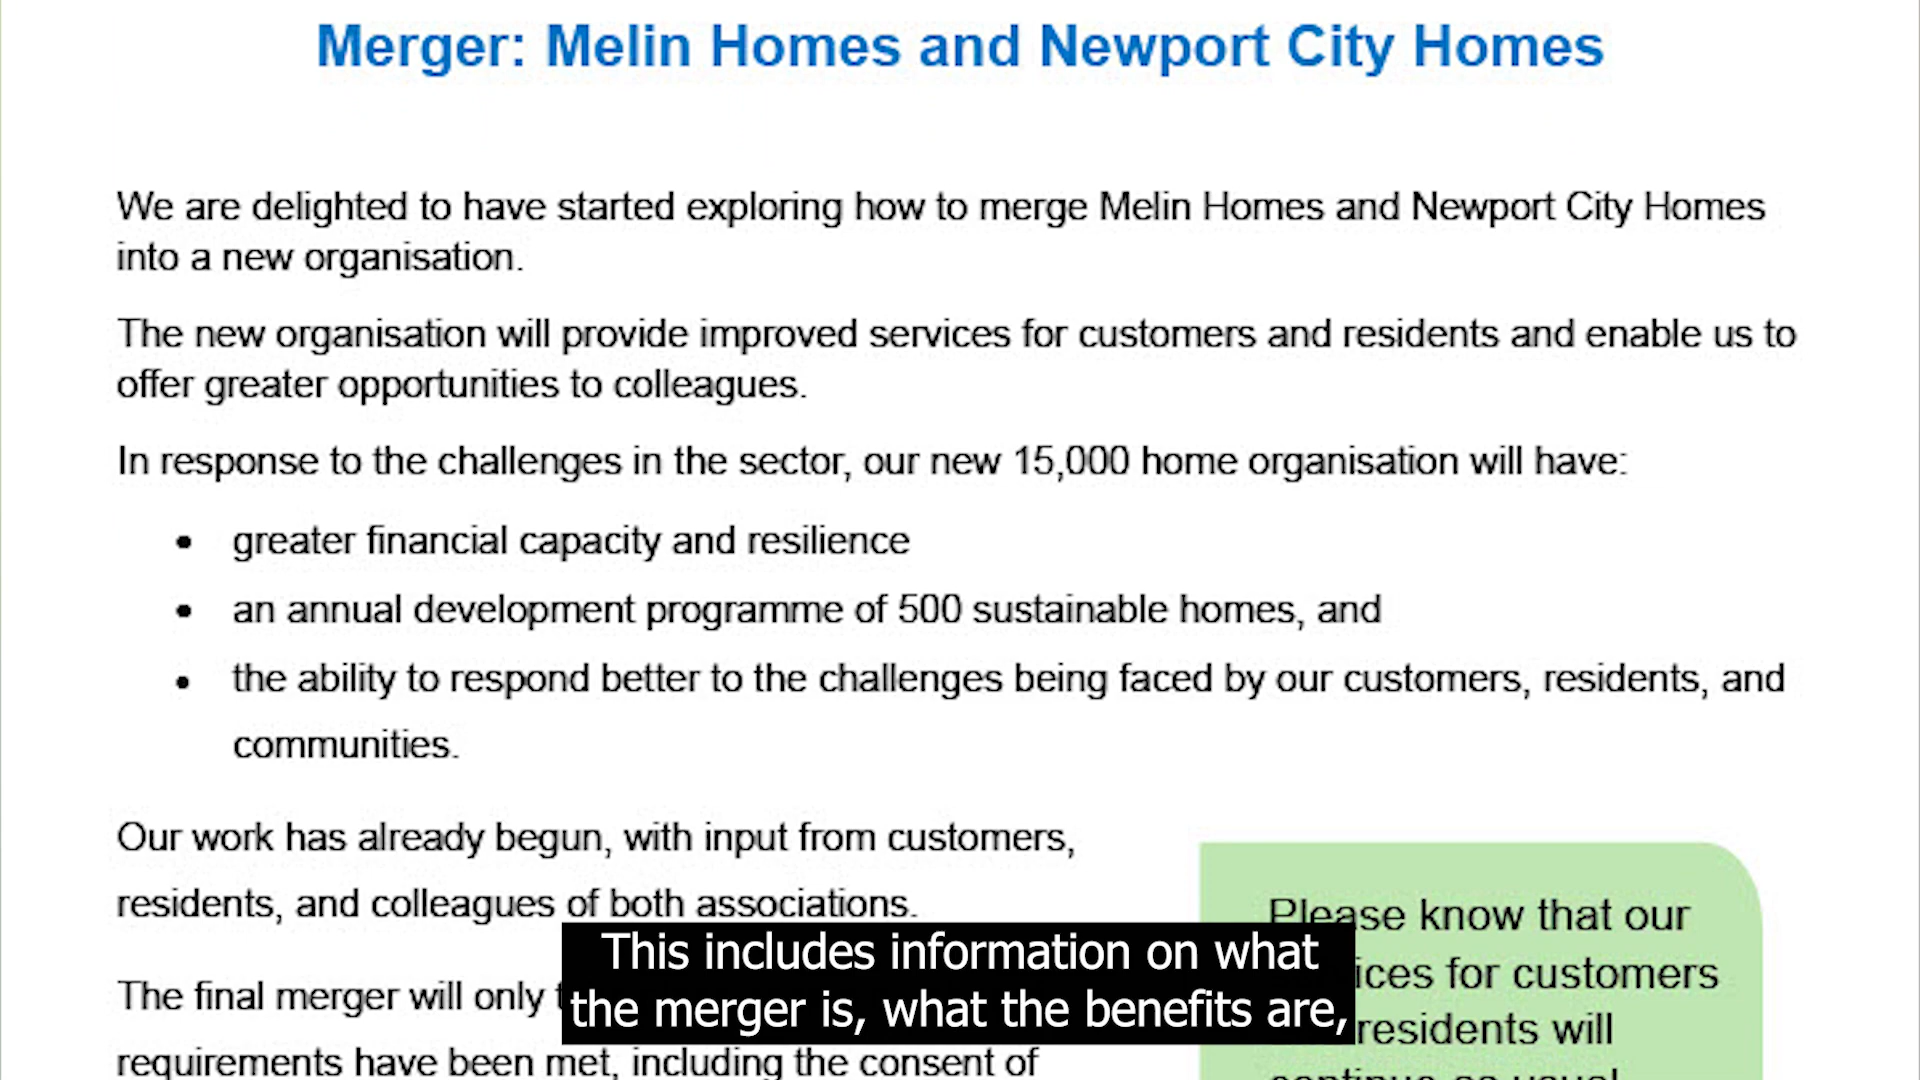 Merger: Melin Homes and Newport City Homes
We are delighted to have started exploring how to merge Melin Homes and Newport City Homes
into a new organisation.
The new organisation will provide improved services for customers and residents and enable us to
offer greater opportunities to colleagues.
In response to the challenges in the sector, our new 15,000 home organisation will have:
• greater financial capacity and resilience
• an annual development programme of 500 sustainable homes, and
• the ability to respond better to the challenges being faced by our customers, residents, and
communities.
Our work has already begun, with input from customers,
residents, and colleagues of both associations.
The final merger will only
requirements have been met, including the consent of
Please know that our
customers
residents will
continue as usual
This includes information on what
the merger is, what the benefits are,